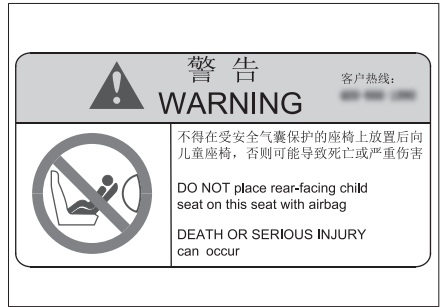 警告
客户热线：
WARNING
不得在受安全气囊保护的座椅上放置后向
儿童座椅，否则可能导致死亡或严重伤害
DO NOT place rear-facing child
seat on this seat with airbag
DEATH OR SERIOUS INJURY
can occur